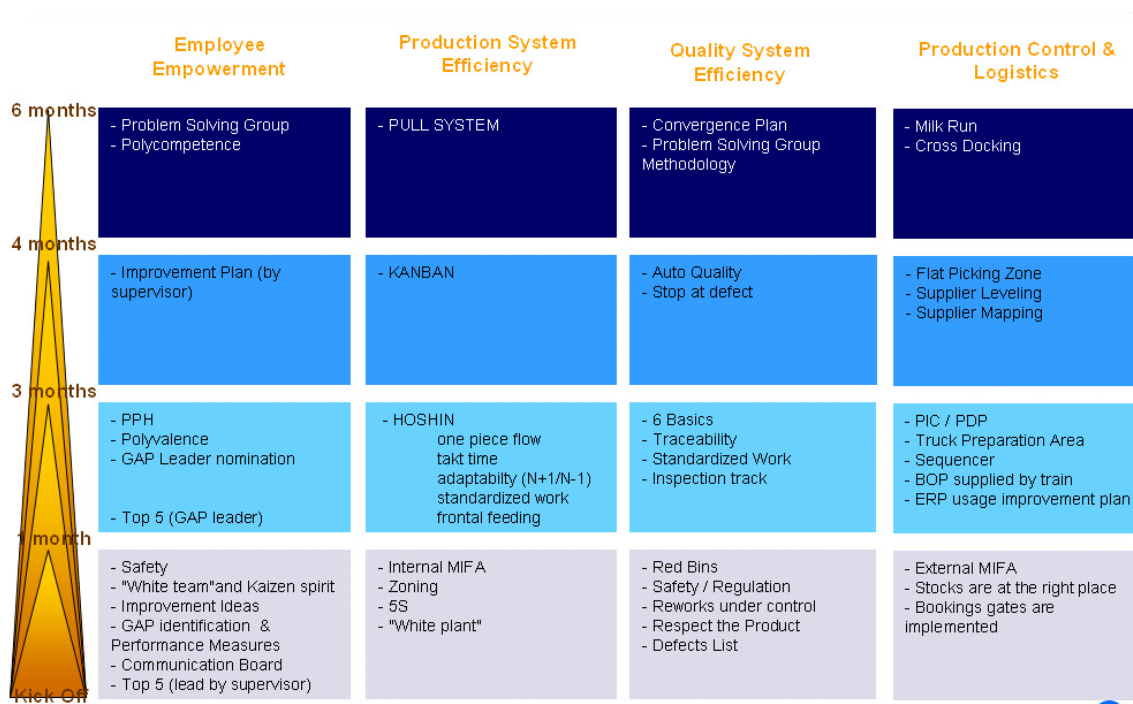 Employee
Empowerment
Production System
Efficiency
Quality System
Efficiency
Production Control &
Logistics
6 months
- Problem Solving Group
- Polycompetence
- PULL SYSTEM
- Convergence Plan
- Problem Solving Group
Methodology
- Milk Run
- Cross Docking
4 months
- Improvement Plan (by
supervisor)
- KANBAN
- Auto Quality
- Stop at defect
- Flat Picking Zone
- Supplier Leveling
- Supplier Mapping
3 months
- PPH
- Polyvalence
- GAP Leader nomination
- Top 5 (GAP leader)
- HOSHIN
one piece flow
takt time
adaptabilty (N+1/N-1)
standardized work
frontal feeding
- 6 Basics
- Traceability
- Standardized Work
- Inspection track
- PIC / PDP
- Truck Preparation Area
- Sequencer
- BOP supplied by train
- ERP usage improvement plan
1 month
- Safety
- "White team"and Kaizen spirit
- Improvement Ideas
- GAP identification &
Performance Measures
- Communication Board
- Top 5 (lead by supervisor)
- Internal MIFA
- Zoning
- 5S
- "White plant"
- Red Bins
- Safety / Regulation
- Reworks under control
- Respect the Product
- Defects List
- External MIFA
- Stocks are at the right place
- Bookings gates are
implemented
Kick Off